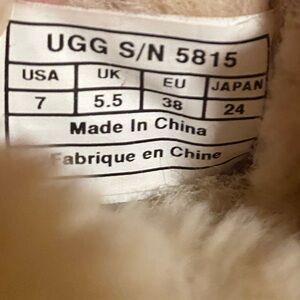 UGG S/N 5815
USA UK EU JAPAN
7 5.5 38 24
Made In China
Fabrique en Chine